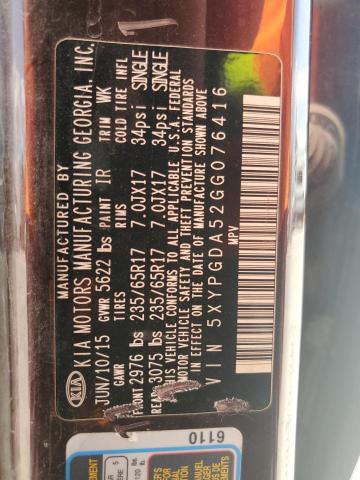 MANUFACTURED BY
KIA KIA MOTORS MANUFACTURING GEORGIA. INC.
JUN/10/15 GVWR 5622 lbs PAINT IR TRIM WK
GAWR TIRES RIMS COLD TIRE INFL
FRONT 2976 lbs 235/65R17 7.0JX17 34psi SINGLE
REAR 3075 lbs 235/65R17 7.0JX17 34psi SINGLE
THIS VEHICLE CONFORMS TO ALL APPLICABLE U.S.A. FEDERAL
MOTOR VEHICLE SAFETY AND THEFT PREVENTION STANDARDS
IN EFFECT ON THE DATE OF MANUFACTURE SHOWN ABOVE
VIN 5XYPGDA52GG076416
MPV
6110